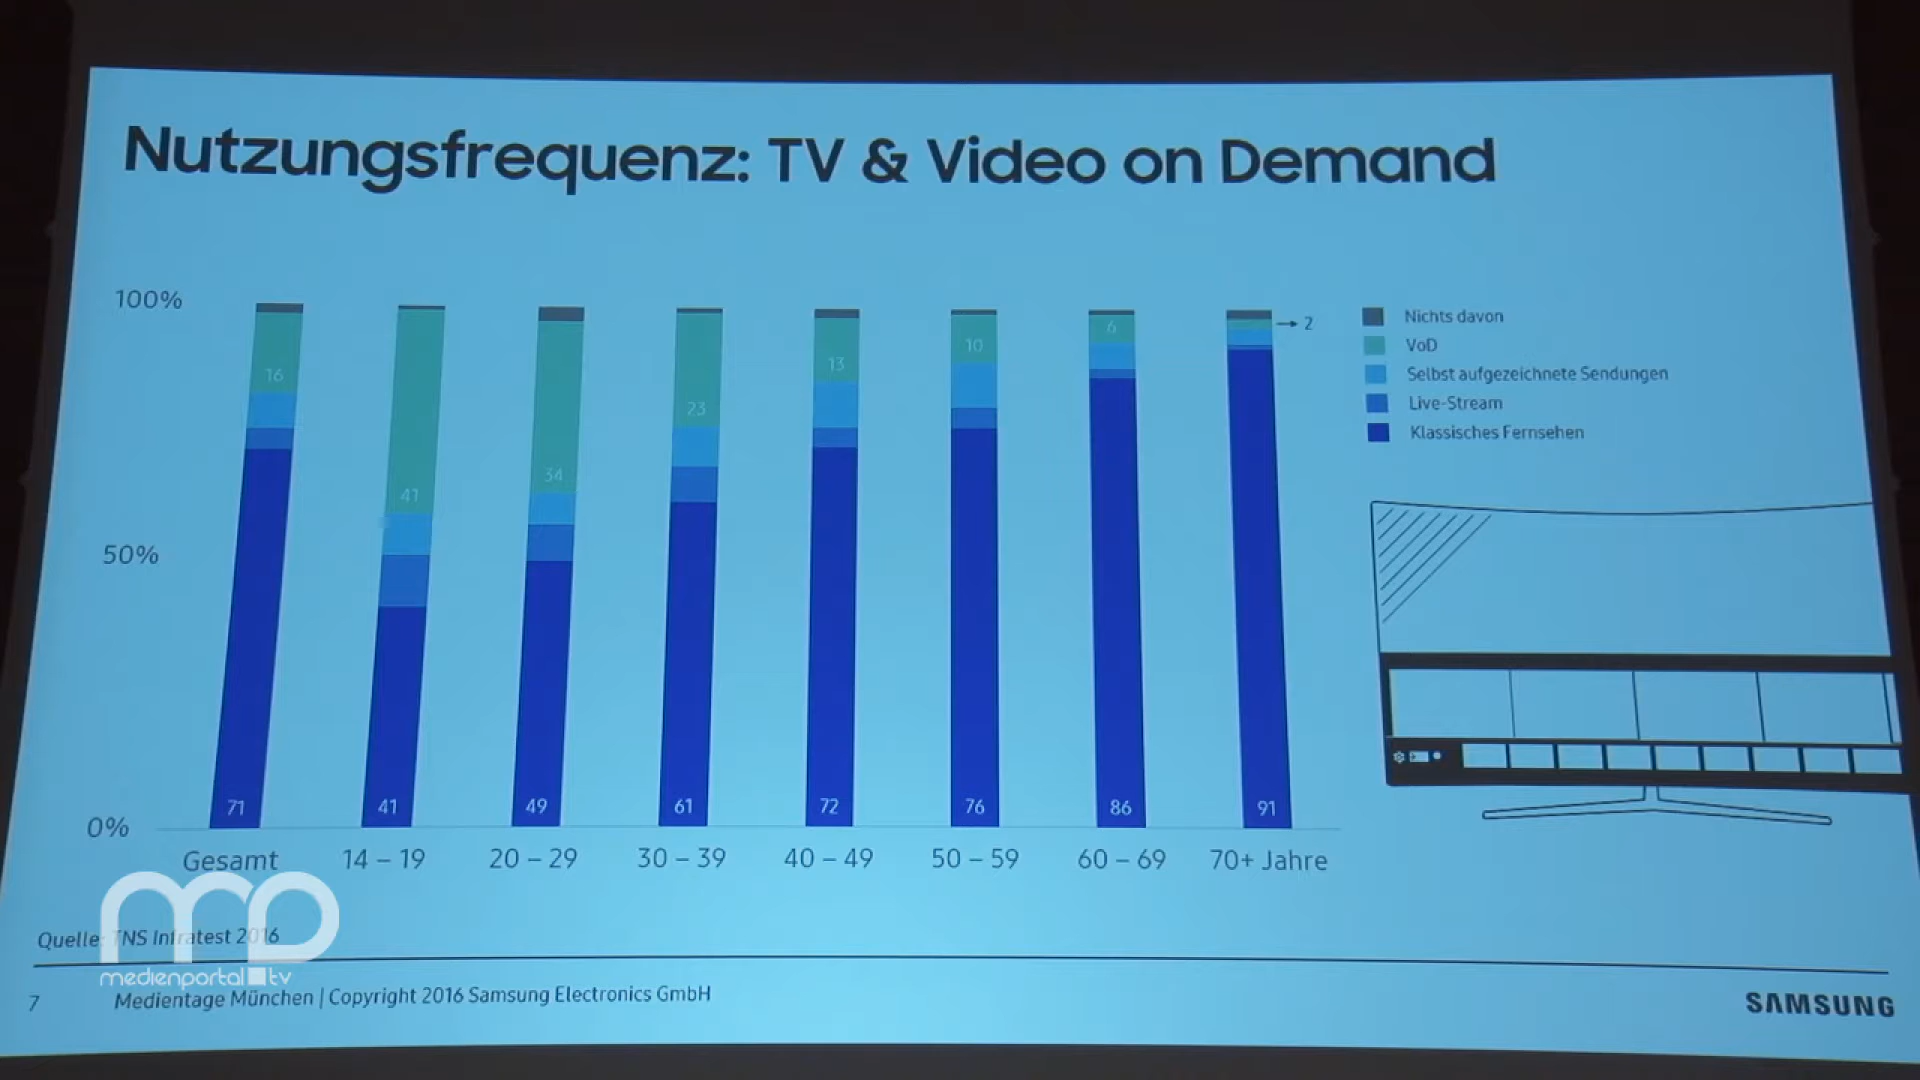 Nutzungsfrequenz: TV & Video on Demand
100%
50%
0%
16
71
41
41
34
49
23
61
13
72
10
76
6
86
2
91
Gesamt
14 – 19
20 – 29
30 – 39
40 – 49
50 – 59
60 – 69
70+ Jahre
Nichts davon
VoD
Selbst aufgezeichnete Sendungen
Live-Stream
Klassisches Fernsehen
Quelle: TNS Infratest 2016
medienportal tv
7 Medientage München | Copyright 2016 Samsung Electronics GmbH
SAMSUNG